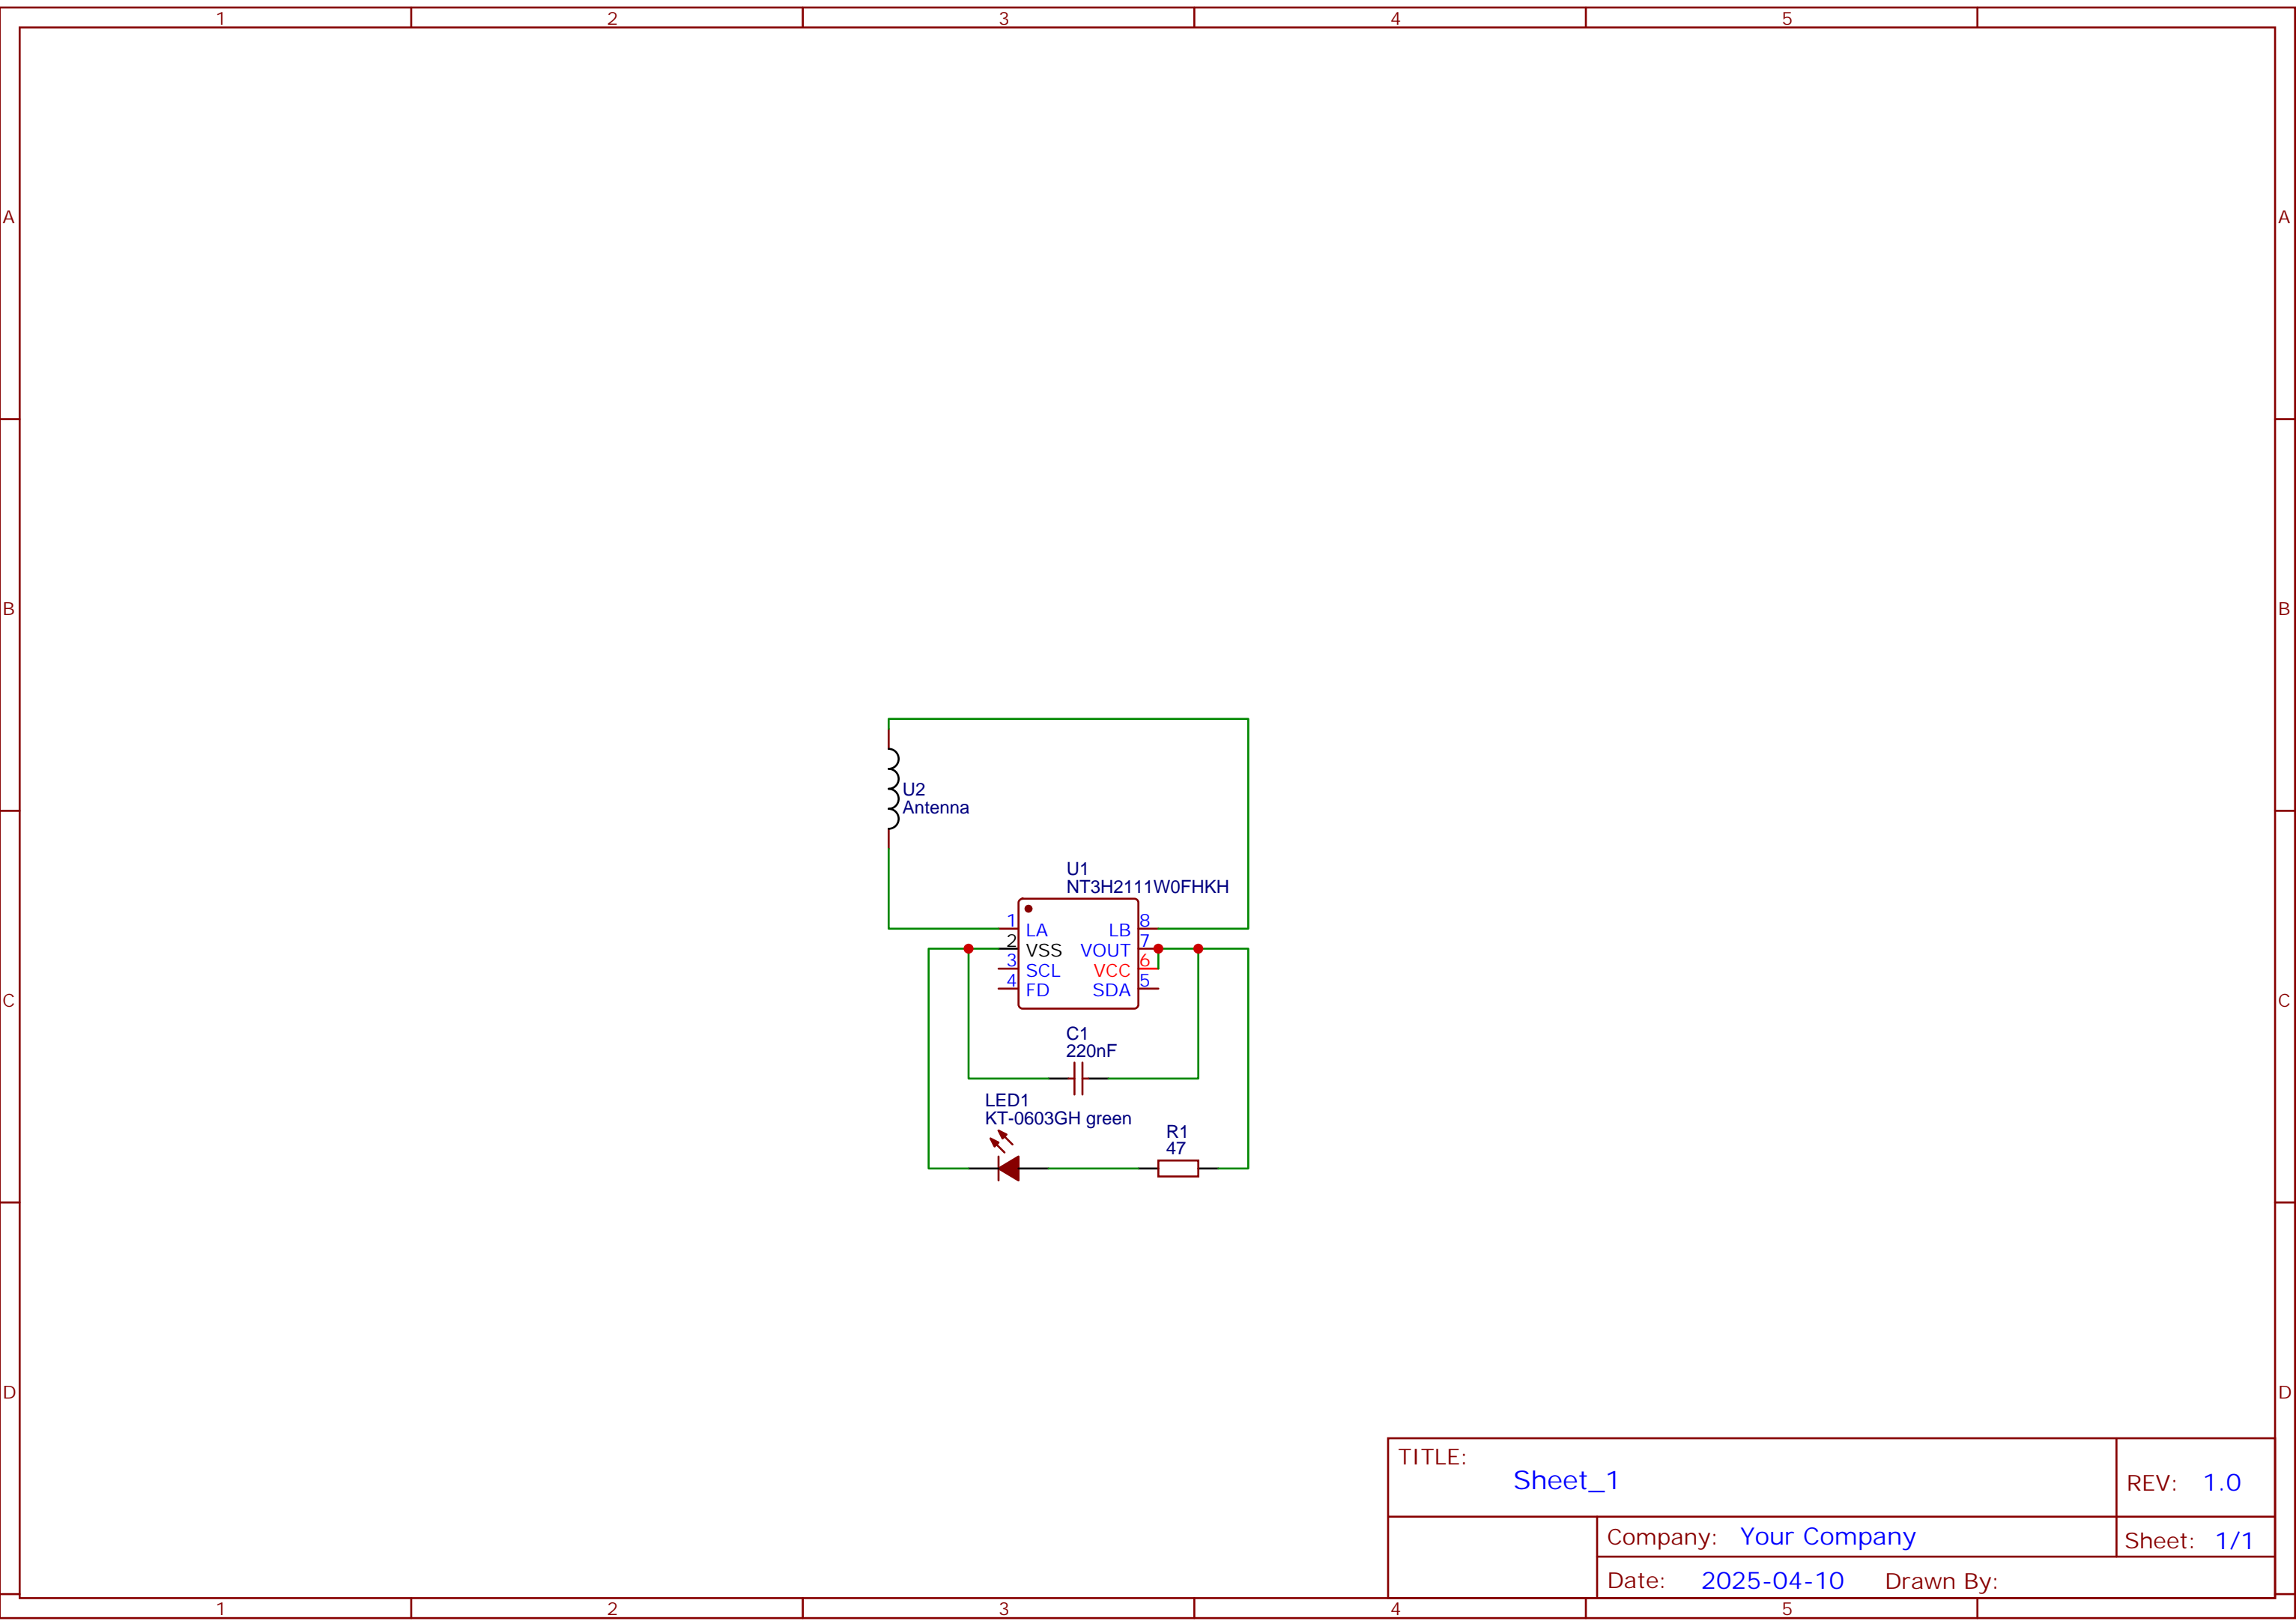 1 2 3 4 5
A A
B B
U2
Antenna
U1
NT3H2111W0FHKH
1 LA LB 8
2 VSS VOUT 7
3 SCL VCC 6
4 FD SDA 5
C C
C1
220nF
LED1
KT-0603GH green
R1
47
D D
TITLE:
Sheet_1
REV: 1.0
Company: Your Company
Sheet: 1/1
Date: 2025-04-10 Drawn By:
1 2 3 4 5